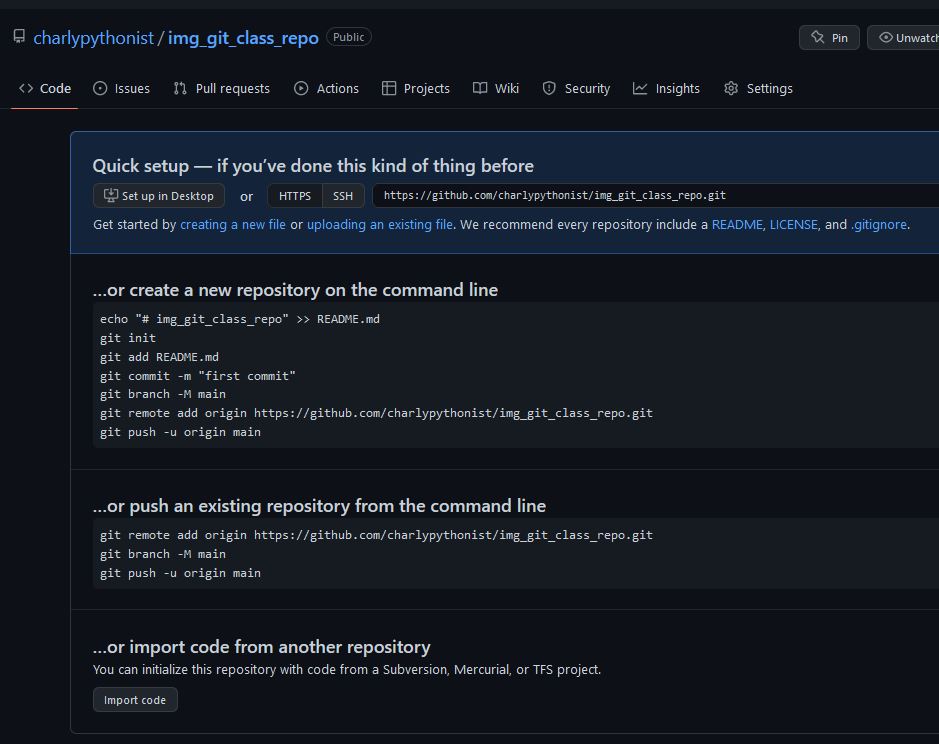 charlypythonist / img_git_class_repo Public Pin Unwatch
Code Issues Pull requests Actions Projects Wiki Security Insights Settings
Quick setup — if you’ve done this kind of thing before
Set up in Desktop or HTTPS SSH https://github.com/charlypythonist/img_git_class_repo.git
Get started by creating a new file or uploading an existing file. We recommend every repository include a README, LICENSE, and .gitignore.
…or create a new repository on the command line
echo "# img_git_class_repo" >> README.md
git init
git add README.md
git commit -m "first commit"
git branch -M main
git remote add origin https://github.com/charlypythonist/img_git_class_repo.git
git push -u origin main
…or push an existing repository from the command line
git remote add origin https://github.com/charlypythonist/img_git_class_repo.git
git branch -M main
git push -u origin main
…or import code from another repository
You can initialize this repository with code from a Subversion, Mercurial, or TFS project.
Import code